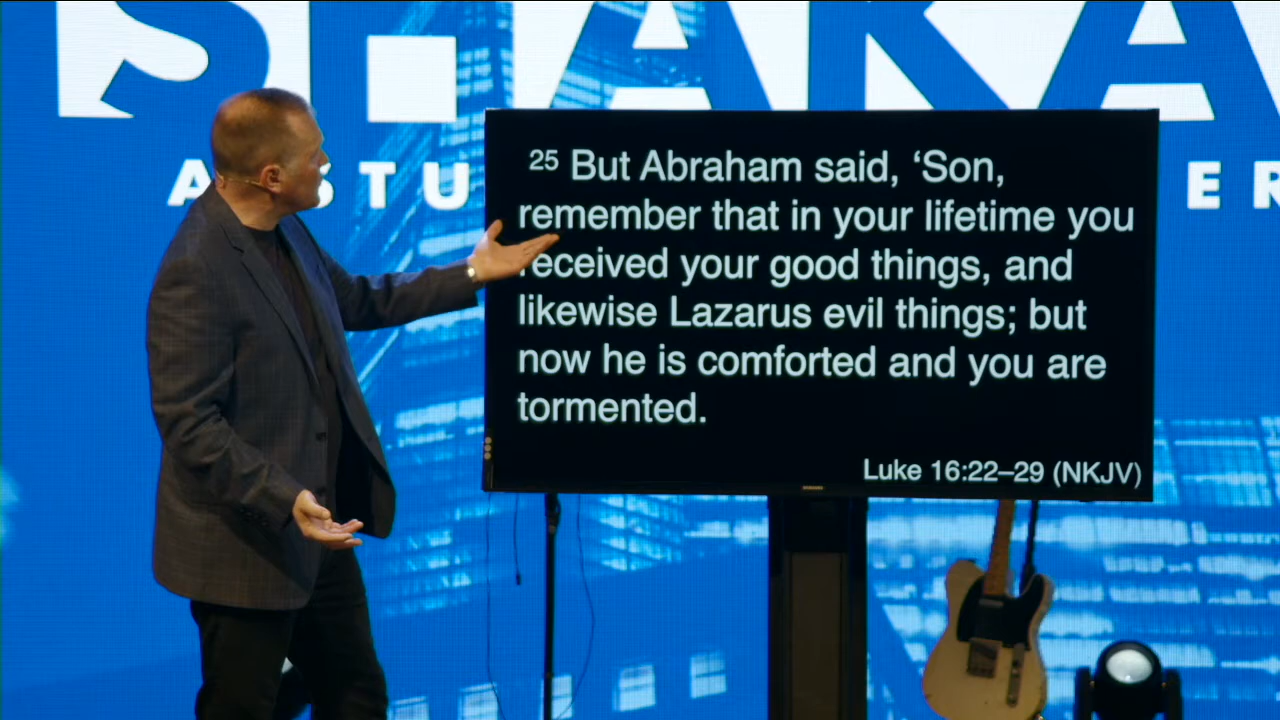 25 But Abraham said, ‘Son,
remember that in your lifetime you
received your good things, and
likewise Lazarus evil things; but
now he is comforted and you are
tormented.
Luke 16:22–29 (NKJV)